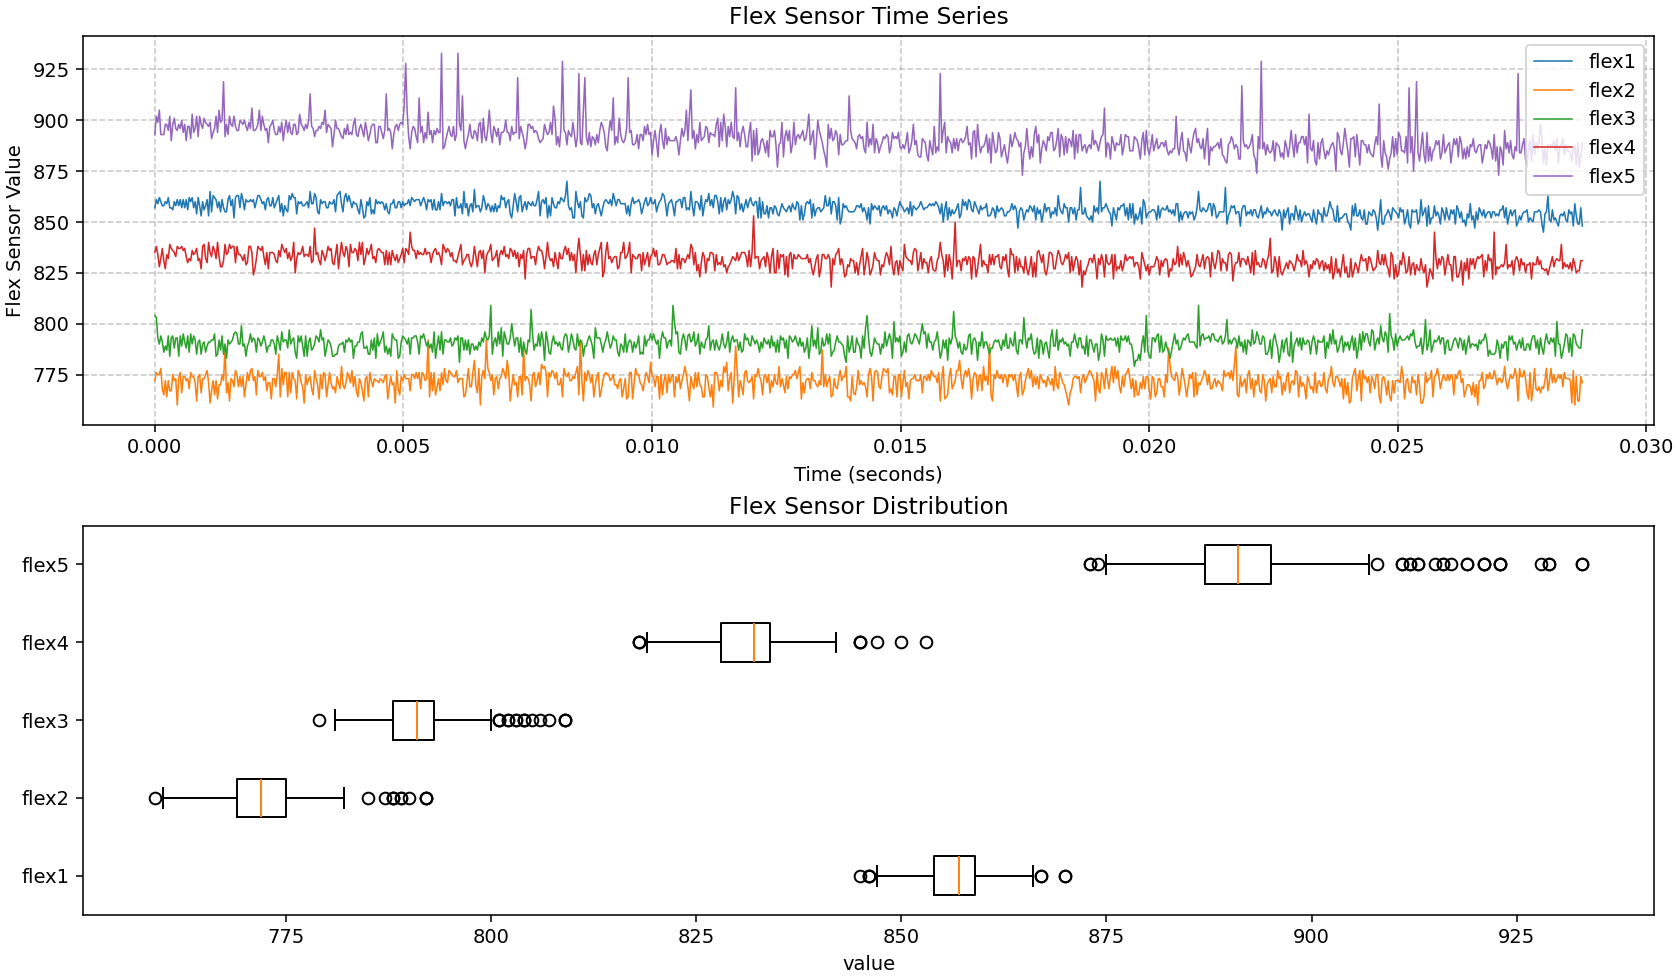 Flex Sensor Time Series
Flex Sensor Value
925
900
875
850
825
800
775
flex1
flex2
flex3
flex4
flex5
0.000 0.005 0.010 0.015 0.020 0.025 0.030
Time (seconds)
Flex Sensor Distribution
flex5
flex4
flex3
flex2
flex1
775 800 825 850 875 900 925
value